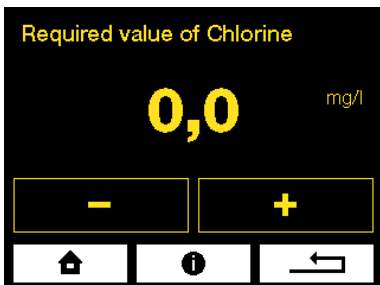 Required value of Chlorine
0,0 mg/l
- +